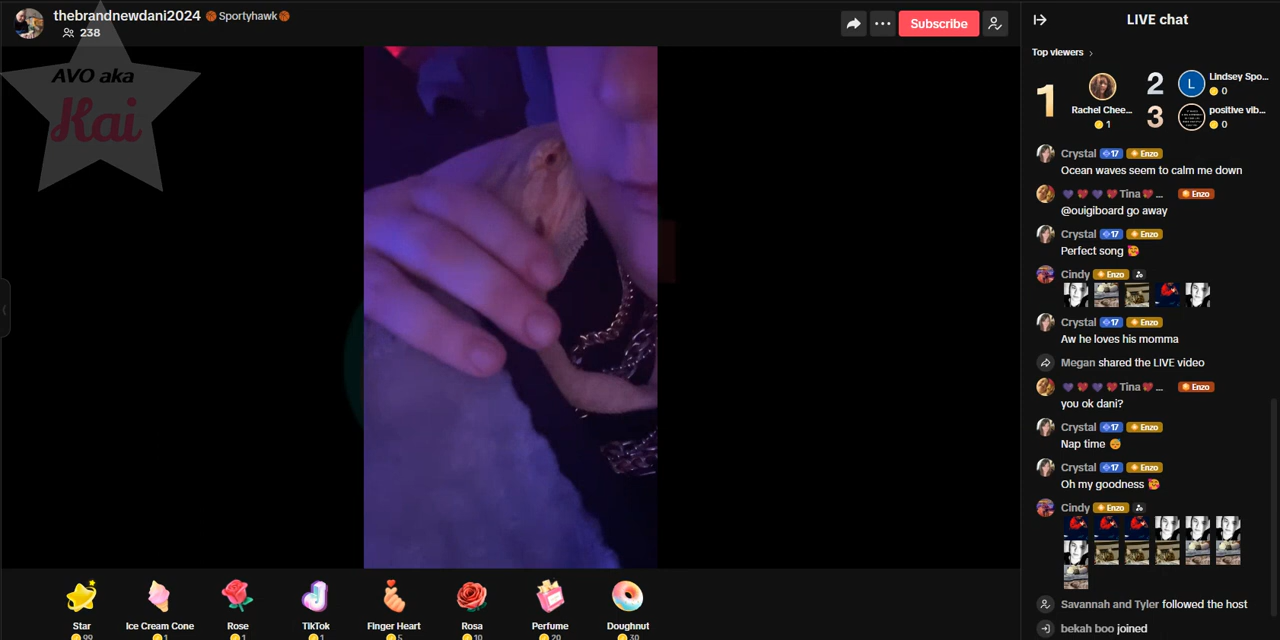 thebrandnewdani2024 🏀 Sportyhawk🏀
238
Subscribe
AVO aka
Kai
LIVE chat
Top viewers
1
Rachel Chee...
1
2
L
Lindsey Spo...
0
3
positive vib...
0
Crystal 17 Enzo
Ocean waves seem to calm me down
Tina ... Enzo
@ouigiboard go away
Crystal 17 Enzo
Perfect song 🥰
Cindy Enzo
Crystal 17 Enzo
Aw he loves his momma
Megan shared the LIVE video
Tina ... Enzo
you ok dani?
Crystal 17 Enzo
Nap time 😴
Crystal 17 Enzo
Oh my goodness 🥰
Cindy Enzo
Savannah and Tyler followed the host
bekah boo joined
Star
99
Ice Cream Cone
1
Rose
1
TikTok
1
Finger Heart
5
Rosa
10
Perfume
20
Doughnut
30